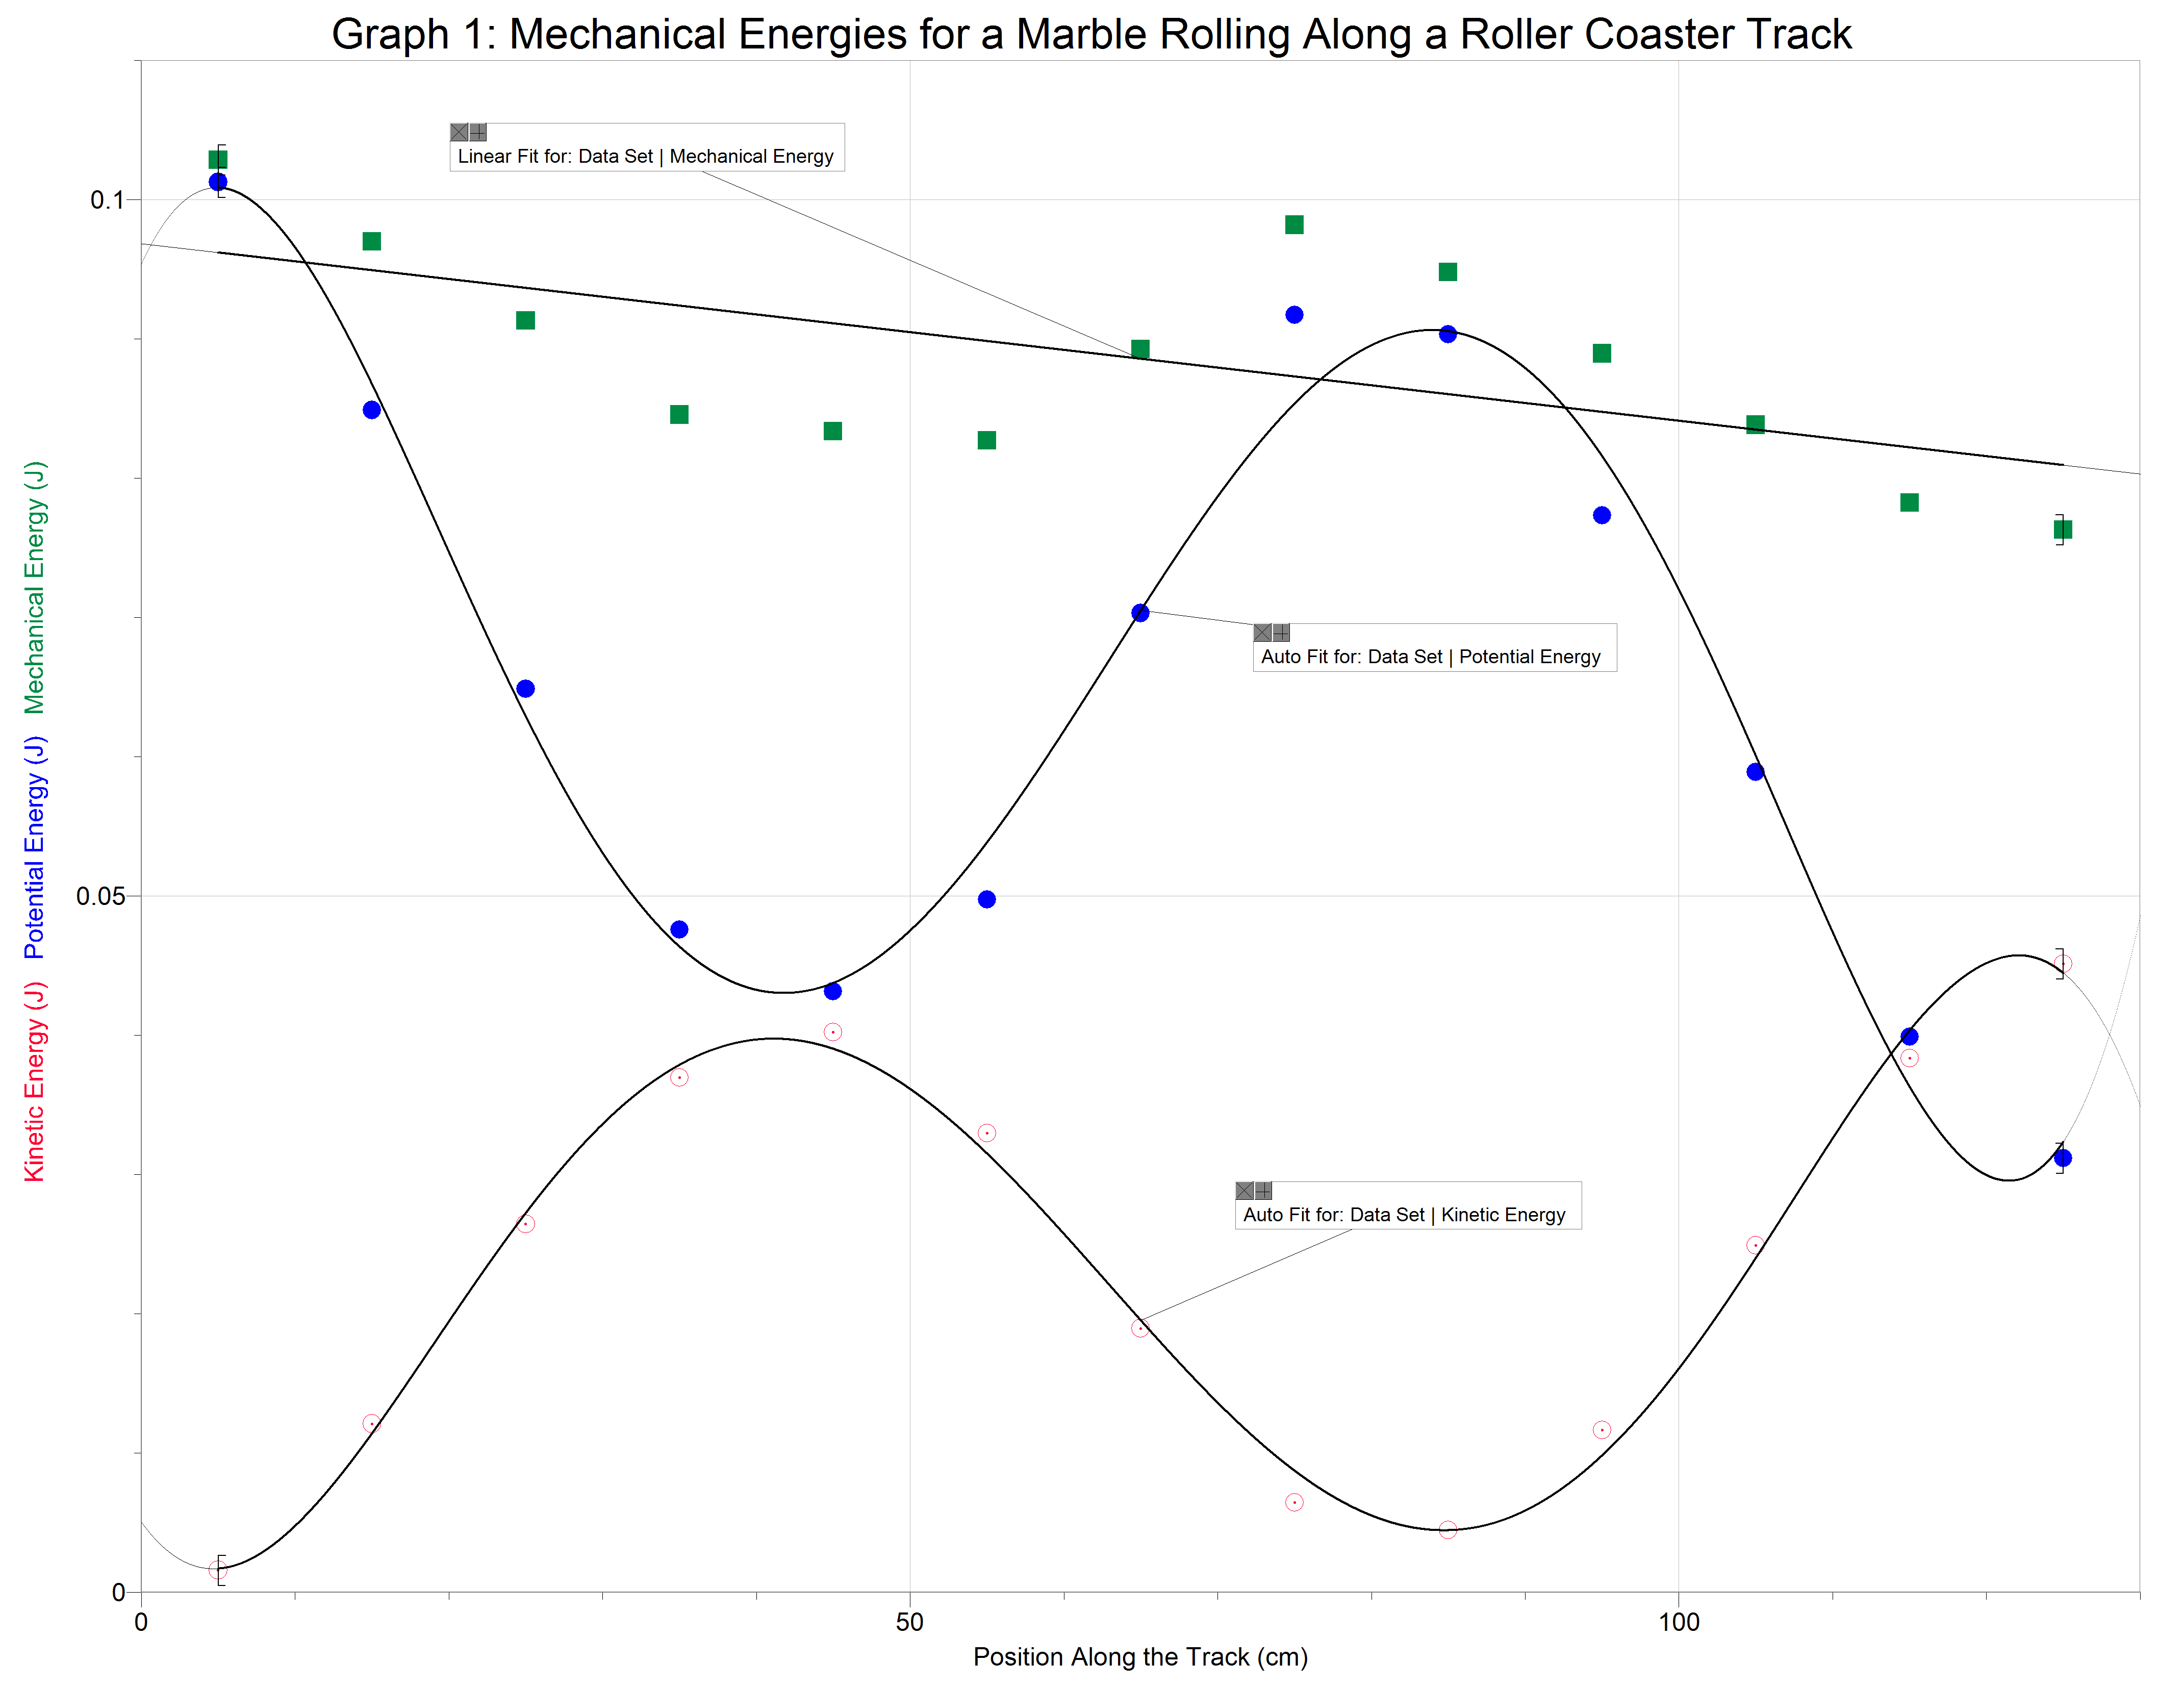 Graph 1: Mechanical Energies for a Marble Rolling Along a Roller Coaster Track
Linear Fit for: Data Set | Mechanical Energy
0.1
Auto Fit for: Data Set | Potential Energy
Kinetic Energy (J) Potential Energy (J) Mechanical Energy (J)
0.05
Auto Fit for: Data Set | Kinetic Energy
0
0 50 100
Position Along the Track (cm)